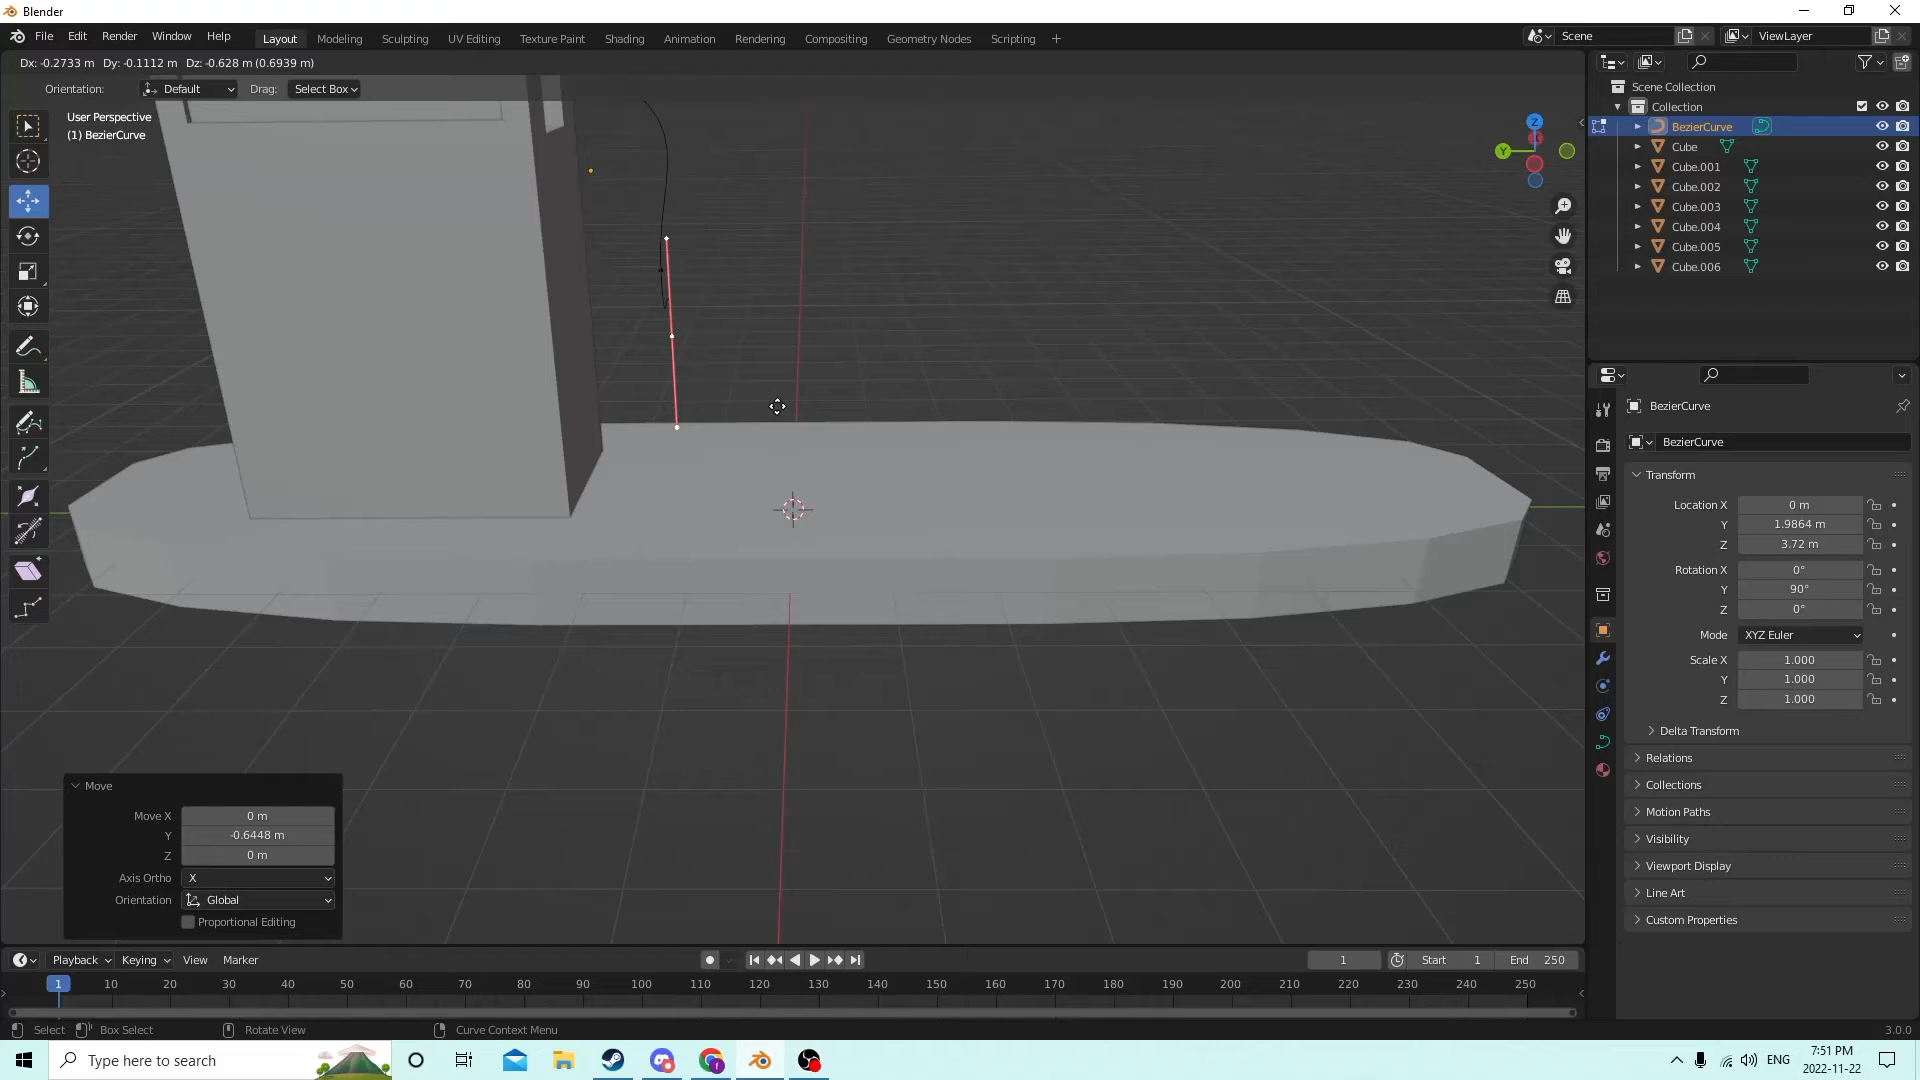 Blender
File Edit Render Window Help Layout Modeling Sculpting UV Editing Texture Paint Shading Animation Rendering Compositing Geometry Nodes Scripting + Scene ViewLayer
Dx: -0.2733 m Dy: -0.1112 m Dz: -0.628 m (0.6939 m)
Orientation: Default Drag: Select Box
User Perspective
(1) BezierCurve
Z
Y
Scene Collection
Collection
BezierCurve
Cube
Cube.001
Cube.002
Cube.003
Cube.004
Cube.005
Cube.006
BezierCurve
BezierCurve
Transform
Location X 0 m
Y 1.9864 m
Z 3.72 m
Rotation X 0°
Y 90°
Z 0°
Mode XYZ Euler
Scale X 1.000
Y 1.000
Z 1.000
Delta Transform
Relations
Collections
Motion Paths
Visibility
Viewport Display
Line Art
Custom Properties
Move
Move X 0 m
Y -0.6448 m
Z 0 m
Axis Ortho X
Orientation Global
Proportional Editing
Playback Keying View Marker 1 Start 1 End 250
1 10 20 30 40 50 60 70 80 90 100 110 120 130 140 150 160 170 180 190 200 210 220 230 240 250
Select Box Select Rotate View Curve Context Menu 3.0.0
Type here to search ENG 7:51 PM
2022-11-22